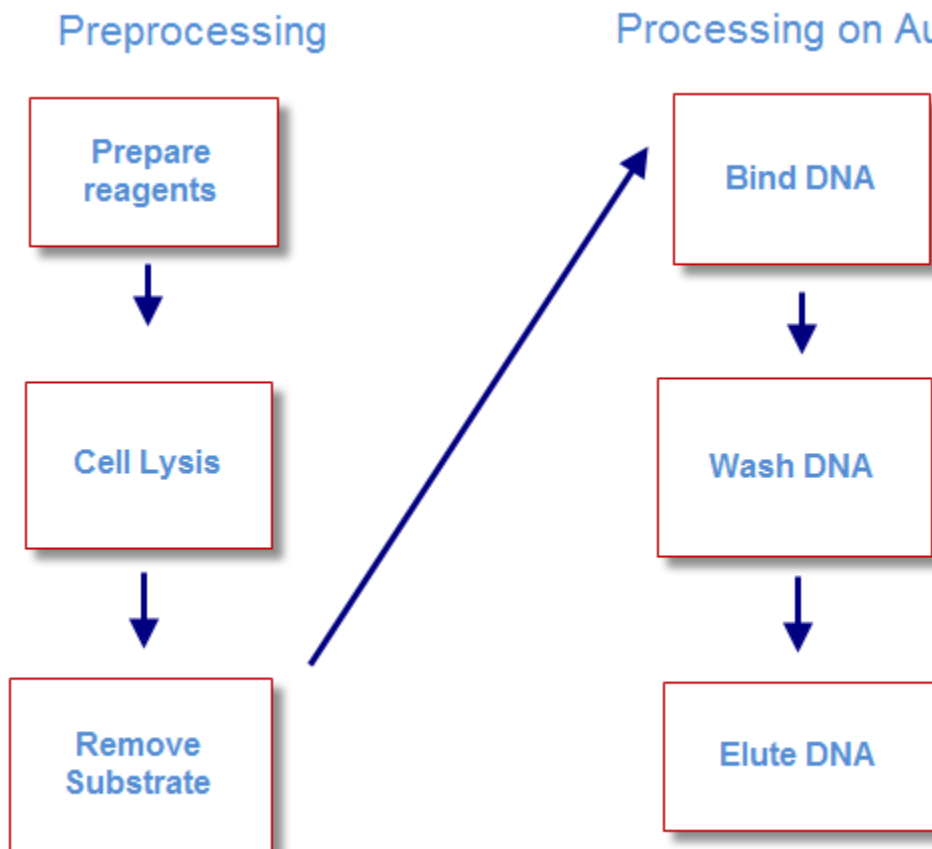 Preprocessing
Prepare
reagents
Cell Lysis
Remove
Substrate
Processing on
Bind DNA
Wash DNA
Elute DNA